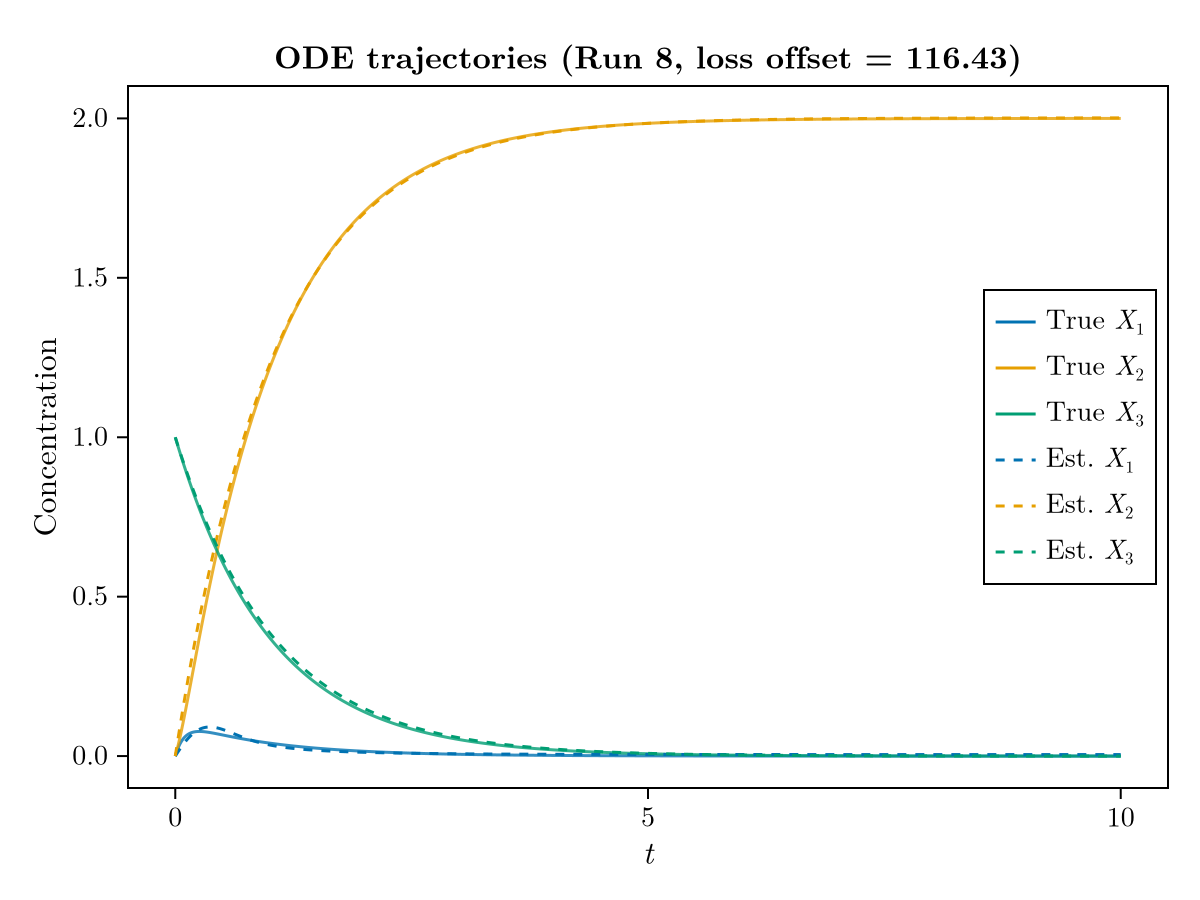 ODE trajectories (Run 8, loss offset = 116.43)
2.0
1.5
1.0
0.5
0.0
Concentration
True X₁
True X₂
True X₃
Est. X₁
Est. X₂
Est. X₃
0 5 10
t